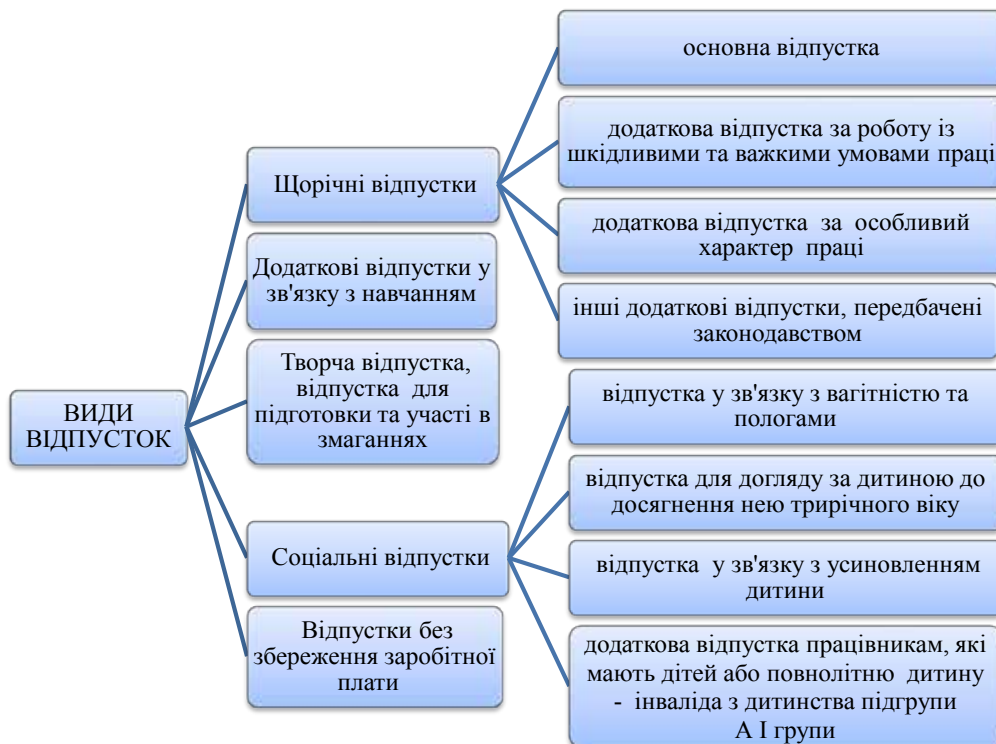 ВИДИ
ВІДПУСТОК
Щорічні відпустки
основна відпустка
додаткова відпустка за роботу із
шкідливими та важкими умовами праці
додаткова відпустка за особливий
характер праці
інші додаткові відпустки, передбачені
законодавством
Додаткові відпустки у
зв'язку з навчанням
Творча відпустка,
відпустка для
підготовки та участі в
змаганнях
Соціальні відпустки
відпустка у зв'язку з вагітністю та
пологами
відпустка для догляду за дитиною до
досягнення нею трирічного віку
відпустка у зв'язку з усиновленням
дитини
додаткова відпустка працівникам, які
мають дітей або повнолітню дитину
- інваліда з дитинства підгрупи
А І групи
Відпустки без
збереження заробітної
плати